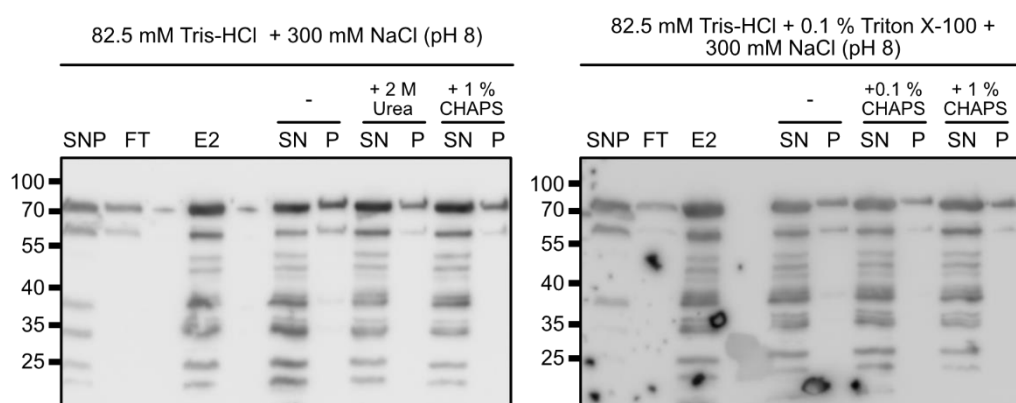 82.5 mM Tris-HCl + 300 mM NaCl (pH 8)
+ 2 M + 1 %
- Urea CHAPS
SNP FT E2 SN P SN P SN P
100
70
55
40
35
25
82.5 mM Tris-HCl + 0.1 % Triton X-100 +
300 mM NaCl (pH 8)
+0.1 % + 1 %
- CHAPS CHAPS
SNP FT E2 SN P SN P SN P
100
70
55
40
35
25